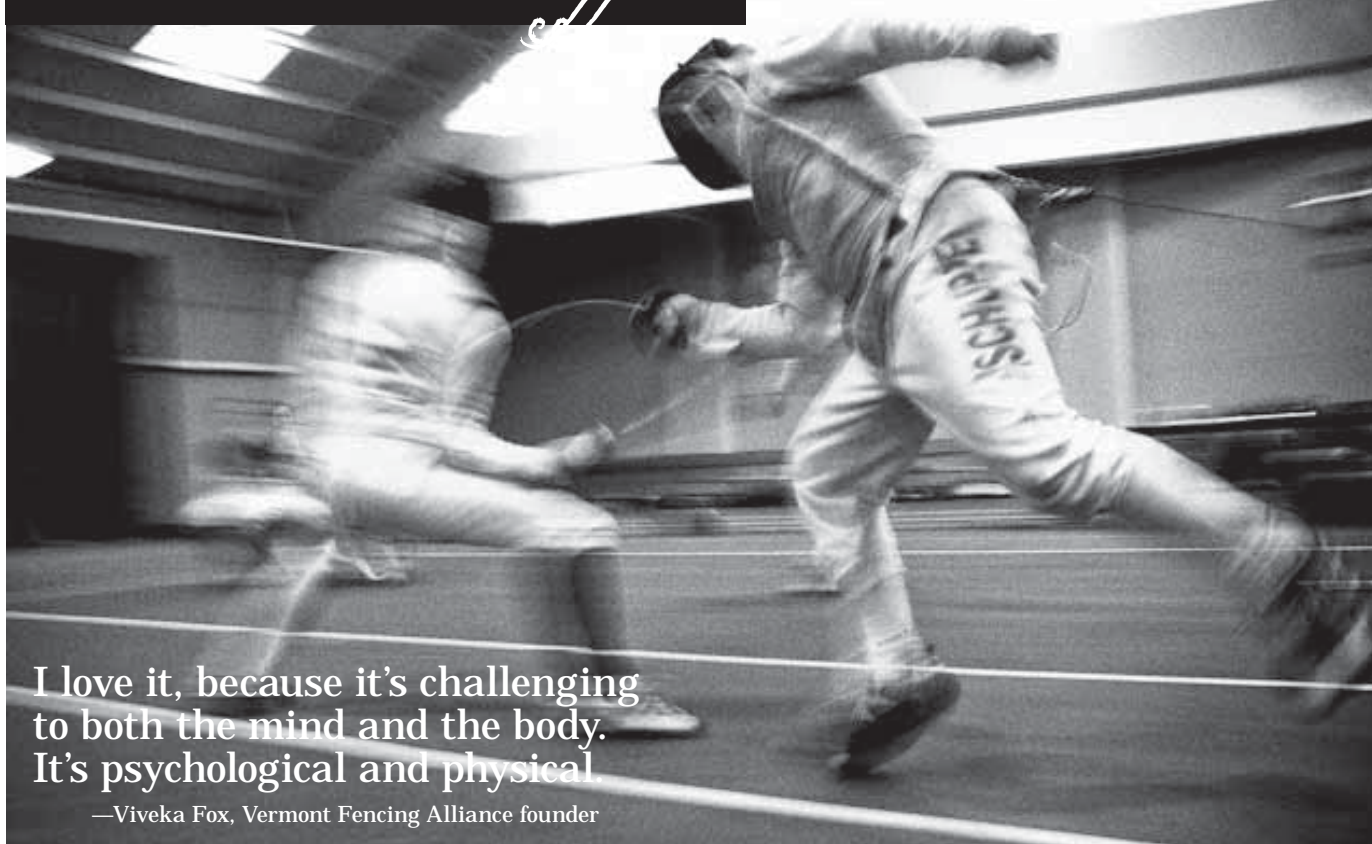 I love it, because it's challenging
to both the mind and the body.
It's psychological and physical.
—Viveka Fox, Vermont Fencing Alliance founder